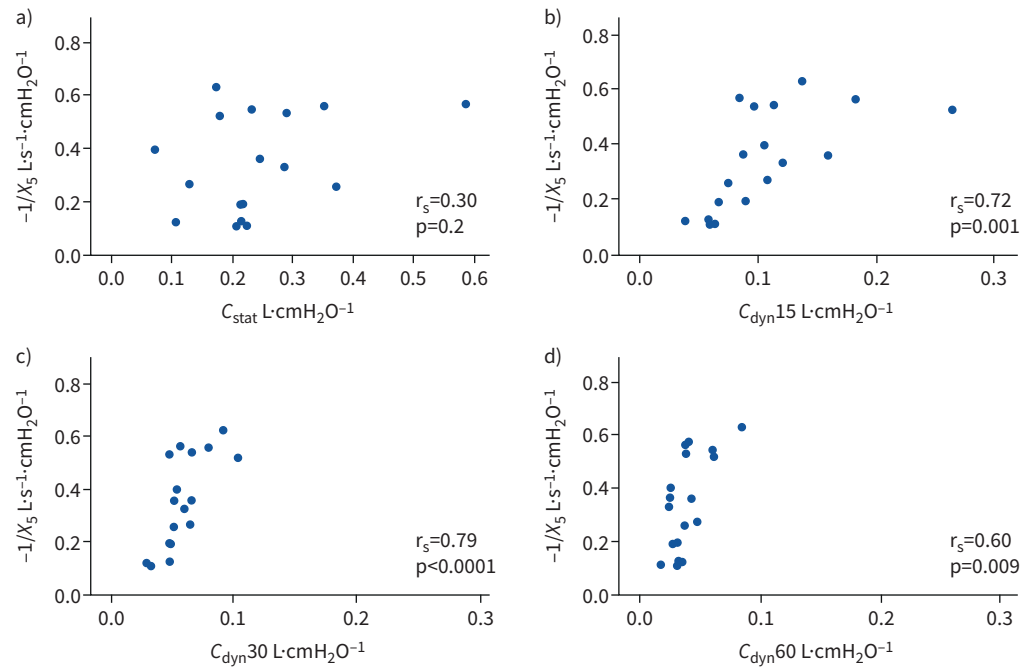 a)
−1/X₅ L·s⁻¹·cmH₂O⁻¹
0.8
0.6
0.4
0.2
0.0
rₛ=0.30
p=0.2
0.0 0.1 0.2 0.3 0.4 0.5 0.6
C_stat L·cmH₂O⁻¹
b)
−1/X₅ L·s⁻¹·cmH₂O⁻¹
0.8
0.6
0.4
0.2
0.0
rₛ=0.72
p=0.001
0.0 0.1 0.2 0.3
C_dyn15 L·cmH₂O⁻¹
c)
−1/X₅ L·s⁻¹·cmH₂O⁻¹
0.8
0.6
0.4
0.2
0.0
rₛ=0.79
p<0.0001
0.0 0.1 0.2 0.3
C_dyn30 L·cmH₂O⁻¹
d)
−1/X₅ L·s⁻¹·cmH₂O⁻¹
0.8
0.6
0.4
0.2
0.0
rₛ=0.60
p=0.009
0.0 0.1 0.2 0.3
C_dyn60 L·cmH₂O⁻¹